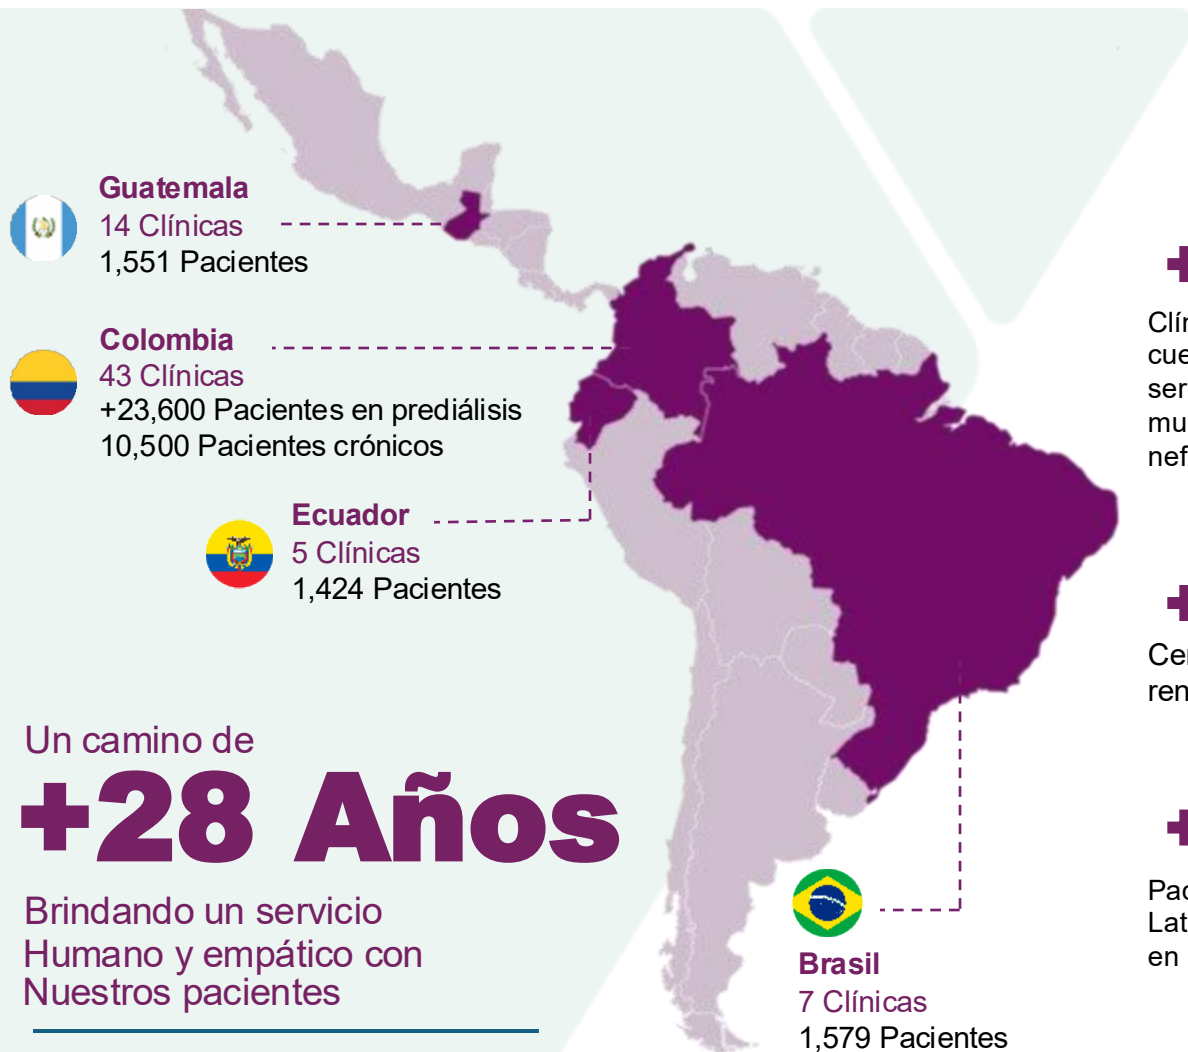 Guatemala
14 Clínicas
1,551 Pacientes
Colombia
43 Clínicas
+23,600 Pacientes en prediálisis
10,500 Pacientes crónicos
Ecuador
5 Clínicas
1,424 Pacientes
Un camino de
+28 Años
Brindando un servicio
Humano y empático con
Nuestros pacientes
Brasil
7 Clínicas
1,579 Pacientes
+
+
+
en